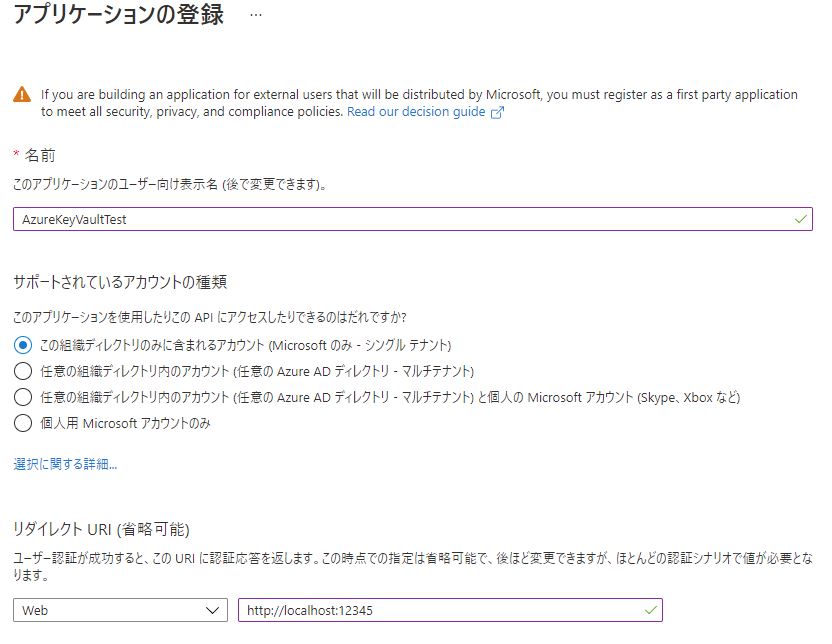 アプリケーションの登録 ...
If you are building an application for external users that will be distributed by Microsoft, you must register as a first party application
to meet all security, privacy, and compliance policies. Read our decision guide
* 名前
このアプリケーションのユーザー向け表示名 (後で変更できます)。
AzureKeyVaultTest
サポートされているアカウントの種類
このアプリケーションを使用したりこの API にアクセスしたりできるのはだれですか?
この組織ディレクトリのみに含まれるアカウント (Microsoft のみ - シングル テナント)
任意の組織ディレクトリ内のアカウント (任意の Azure AD ディレクトリ - マルチテナント)
任意の組織ディレクトリ内のアカウント (任意の Azure AD ディレクトリ - マルチテナント) と個人の Microsoft アカウント (Skype、Xbox など)
個人用 Microsoft アカウントのみ
選択に関する詳細...
リダイレクト URI (省略可能)
ユーザー認証が成功すると、この URI に認証応答を返します。この時点での指定は省略可能で、後ほど変更できますが、ほとんどの認証シナリオで値が必要とな
ります。
Web http://localhost:12345